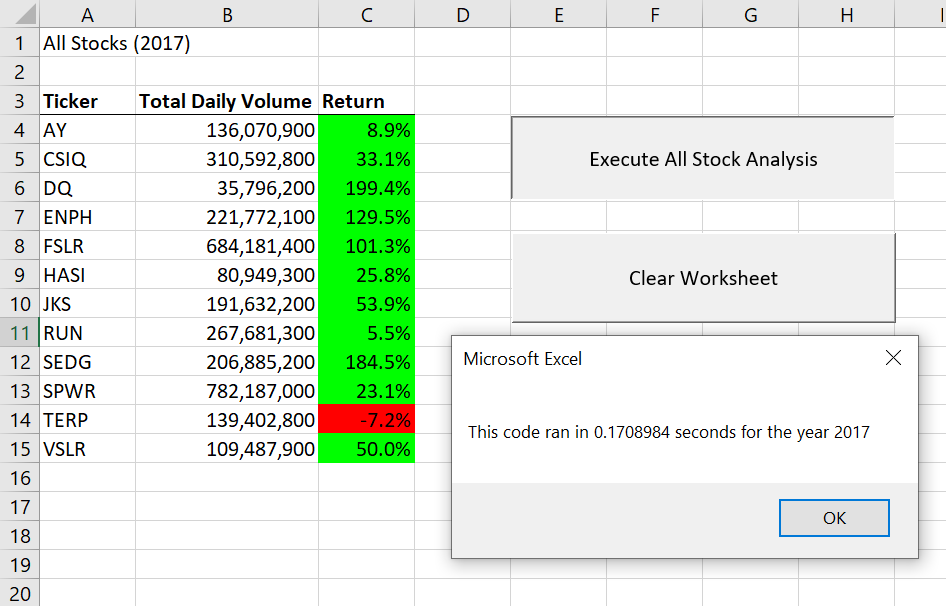 A B C D E F G H I
1 All Stocks (2017)
2
3 Ticker Total Daily Volume Return
4 AY 136,070,900 8.9%
5 CSIQ 310,592,800 33.1%
6 DQ 35,796,200 199.4%
7 ENPH 221,772,100 129.5%
8 FSLR 684,181,400 101.3%
9 HASI 80,949,300 25.8%
10 JKS 191,632,200 53.9%
11 RUN 267,681,300 5.5%
12 SEDG 206,885,200 184.5%
13 SPWR 782,187,000 23.1%
14 TERP 139,402,800 -7.2%
15 VSLR 109,487,900 50.0%
16
17
18
19
20
Execute All Stock Analysis
Clear Worksheet
Microsoft Excel
This code ran in 0.1708984 seconds for the year 2017
OK